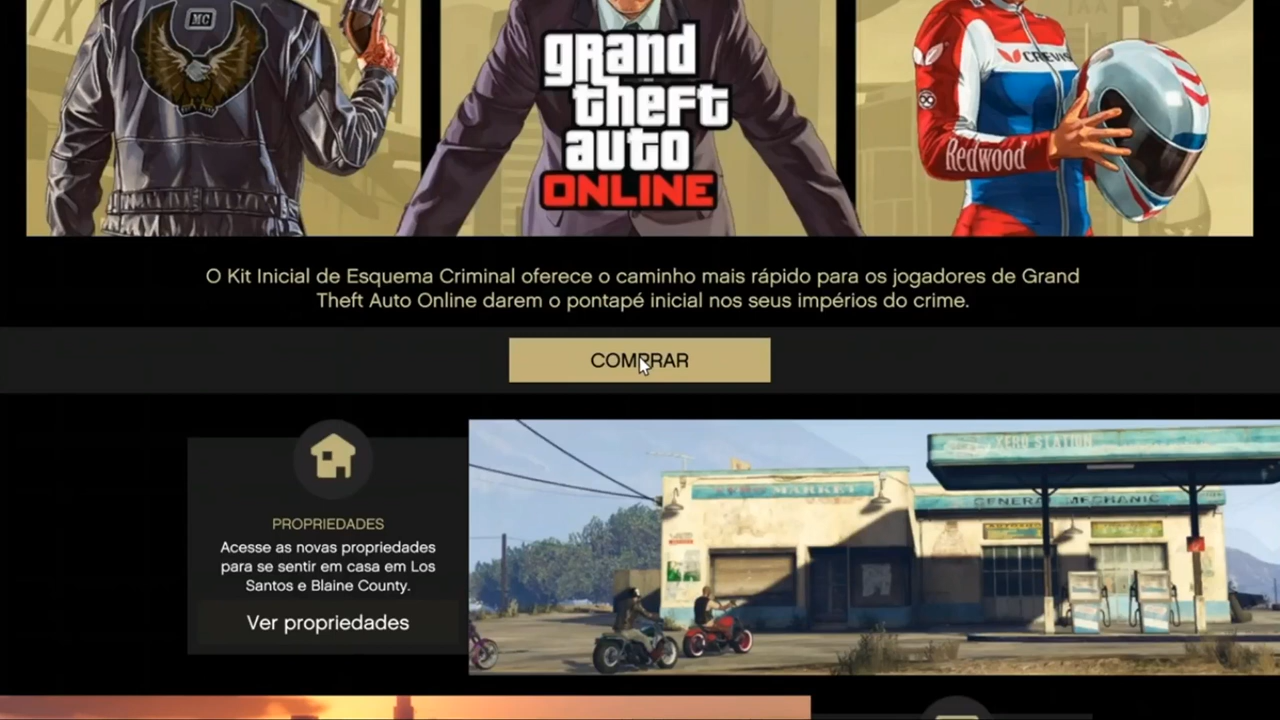 MC
grand
theft
auto
ONLINE
Redwood
O Kit Inicial de Esquema Criminal oferece o caminho mais rápido para os jogadores de Grand
Theft Auto Online darem o pontapé inicial nos seus impérios do crime.
COMPRAR
XERO STATION
MARKET
GENERAL MECHANIC
PROPRIEDADES
Acesse as novas propriedades
para se sentir em casa em Los
Santos e Blaine County.
Ver propriedades